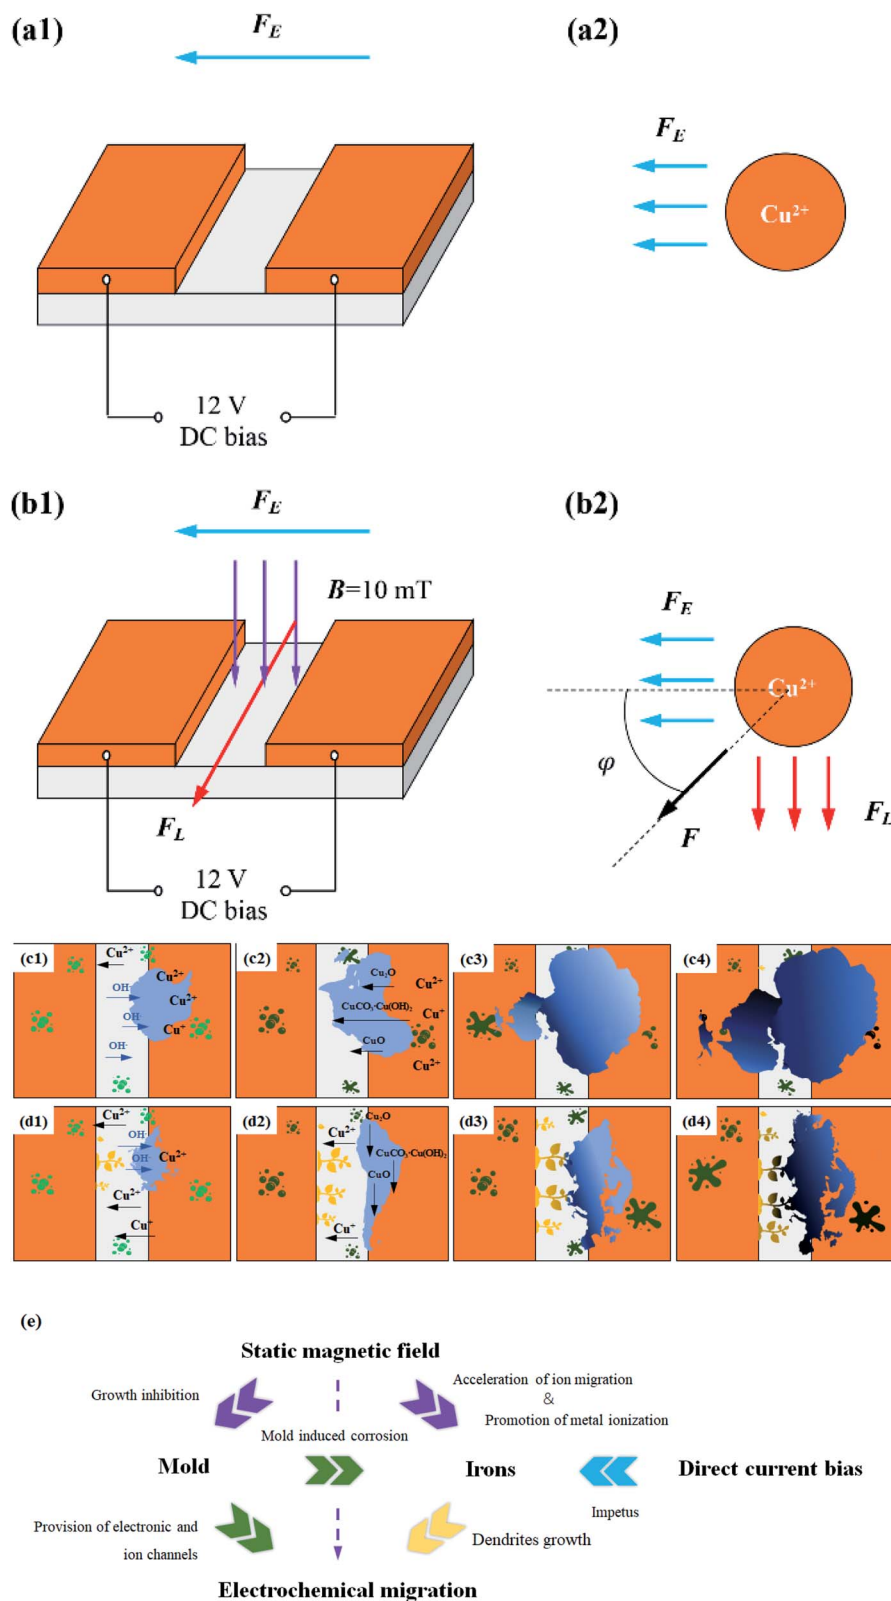 (a1)
F_E
(a2)
F_E
Cu²⁺
12 V
DC bias
(b1)
F_E
B=10 mT
F_L
(b2)
F_E
Cu²⁺
φ
F
F_L
12 V
DC bias
(c1)
Cu²⁺
Cu²⁺
OH⁻
Cu²⁺
OH⁻
Cu⁺
OH⁻
(c2)
Cu₂O
Cu²⁺
CuCO₃·Cu(OH)₂
Cu⁺
CuO
Cu²⁺
(c3)
(c4)
(d1)
Cu²⁺
OH⁻
OH⁻
Cu²⁺
Cu²⁺
Cu⁺
(d2)
Cu₂O
Cu²⁺
CuCO₃·Cu(OH)₂
CuO
Cu⁺
(d3)
(d4)
(e)
Static magnetic field
Growth inhibition
Acceleration of ion migration
&
Promotion of metal ionization
Mold induced corrosion
Mold
Irons
Direct current bias
Impetus
Provision of electronic and
ion channels
Dendrites growth
Electrochemical migration